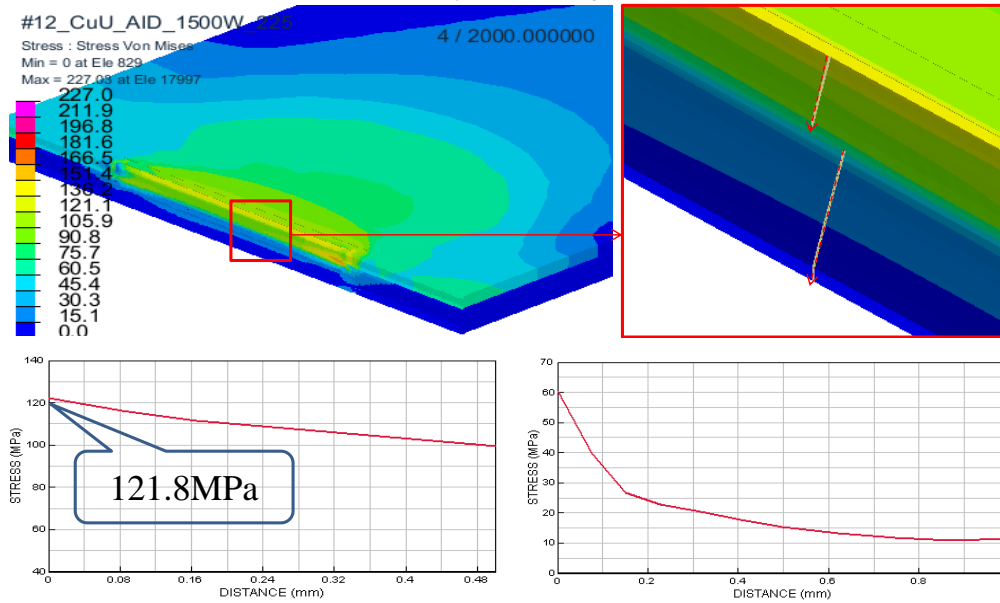 #12_CuU_AID_1500W_225
Stress : Stress Von Mises
Min = 0 at Ele 829
Max = 227.03 at Ele 17997
4 / 2000.000000
227.0
211.9
196.8
181.6
166.5
151.4
136.2
121.1
105.9
90.8
75.7
60.5
45.4
30.3
15.1
0.0
140
120
100
80
60
40
STRESS (MPa)
121.8MPa
0 0.08 0.16 0.24 0.32 0.4 0.48
DISTANCE (mm)
70
60
50
40
30
20
10
0
STRESS (MPa)
0 0.2 0.4 0.6 0.8
DISTANCE (mm)